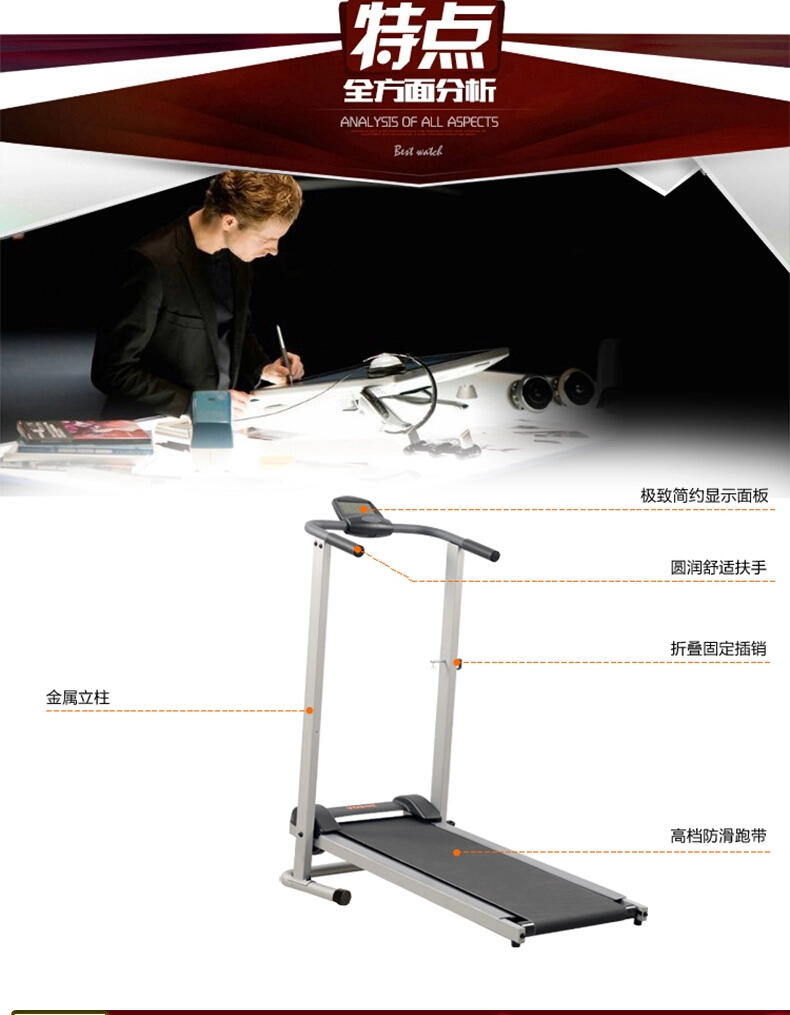 特点
全方面分析
ANALYSIS OF ALL ASPECTS
Best watch
极致简约显示面板
圆润舒适扶手
折叠固定插销
金属立柱
高档防滑跑带